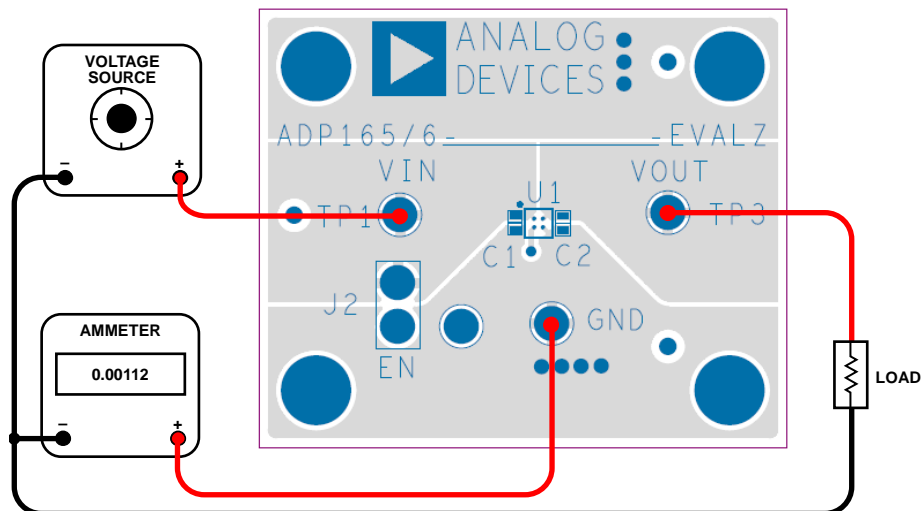 VOLTAGE
SOURCE
– +
ANALOG
DEVICES
ADP165/6- -EVALZ
VIN
VOUT
U1
TP1
TP3
C1
C2
J2
GND
EN
AMMETER
0.00112
– +
LOAD